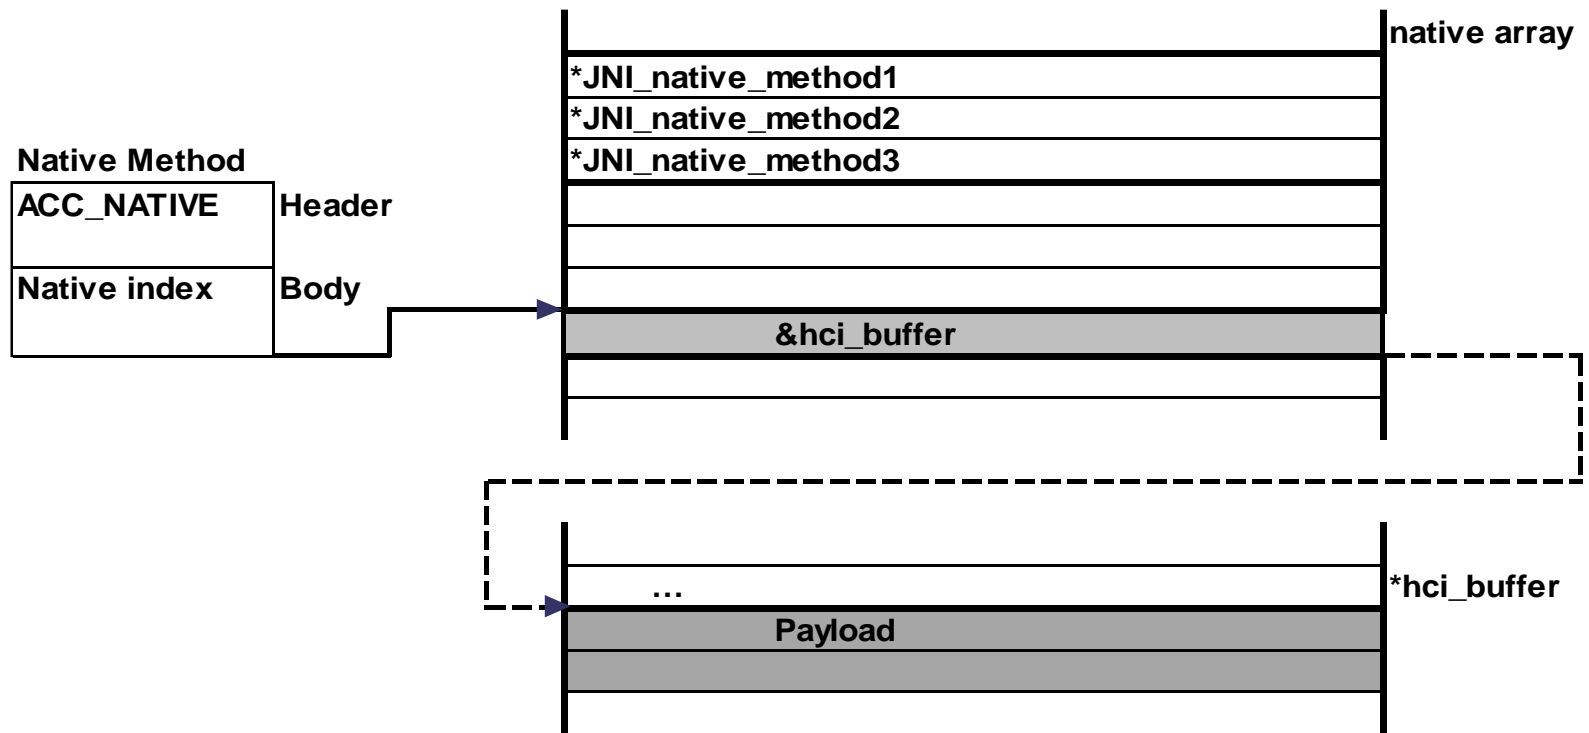 native array
*JNI_native_method1
*JNI_native_method2
*JNI_native_method3
Native Method
ACC_NATIVE Header
Native index Body
&hci_buffer
... *hci_buffer
Payload